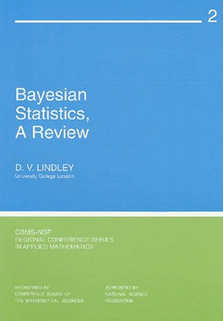 2
Bayesian
Statistics,
A Review
D. V. LINDLEY
University College London
CBMS-NSF
REGIONAL CONFERENCE SERIES
IN APPLIED MATHEMATICS
SPONSORED BY
CONFERENCE BOARD OF
THE MATHEMATICAL SCIENCES
SUPPORTED BY
NATIONAL SCIENCE
FOUNDATION